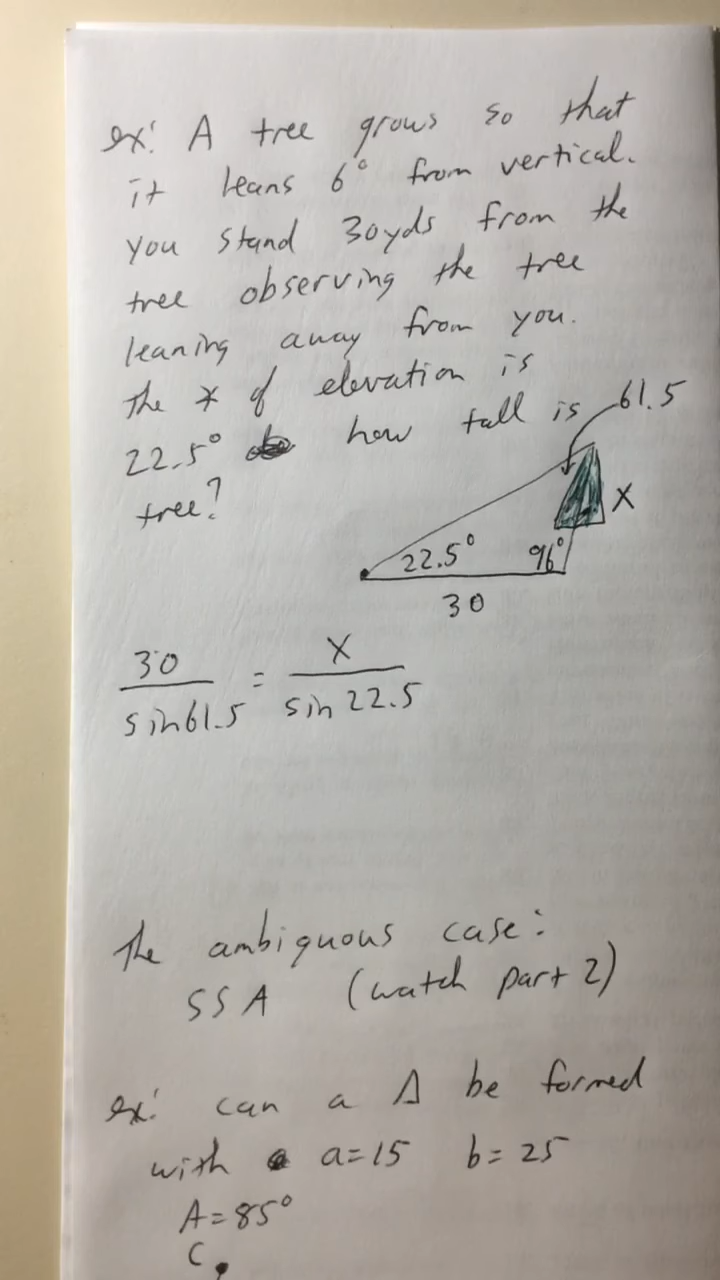 ex: A tree grows so that
it leans 6° from vertical.
you stand 30yds from the
tree observing the tree
leaning away from you.
the ∡ of elevation is
22.5° how tall is
tree?
61.5
X
22.5°
96°
30
30/sin61.5 = X/sin 22.5
The ambiguous case:
SSA (watch part 2)
ex: can a Δ be formed
with a=15 b=25
A=85°
C